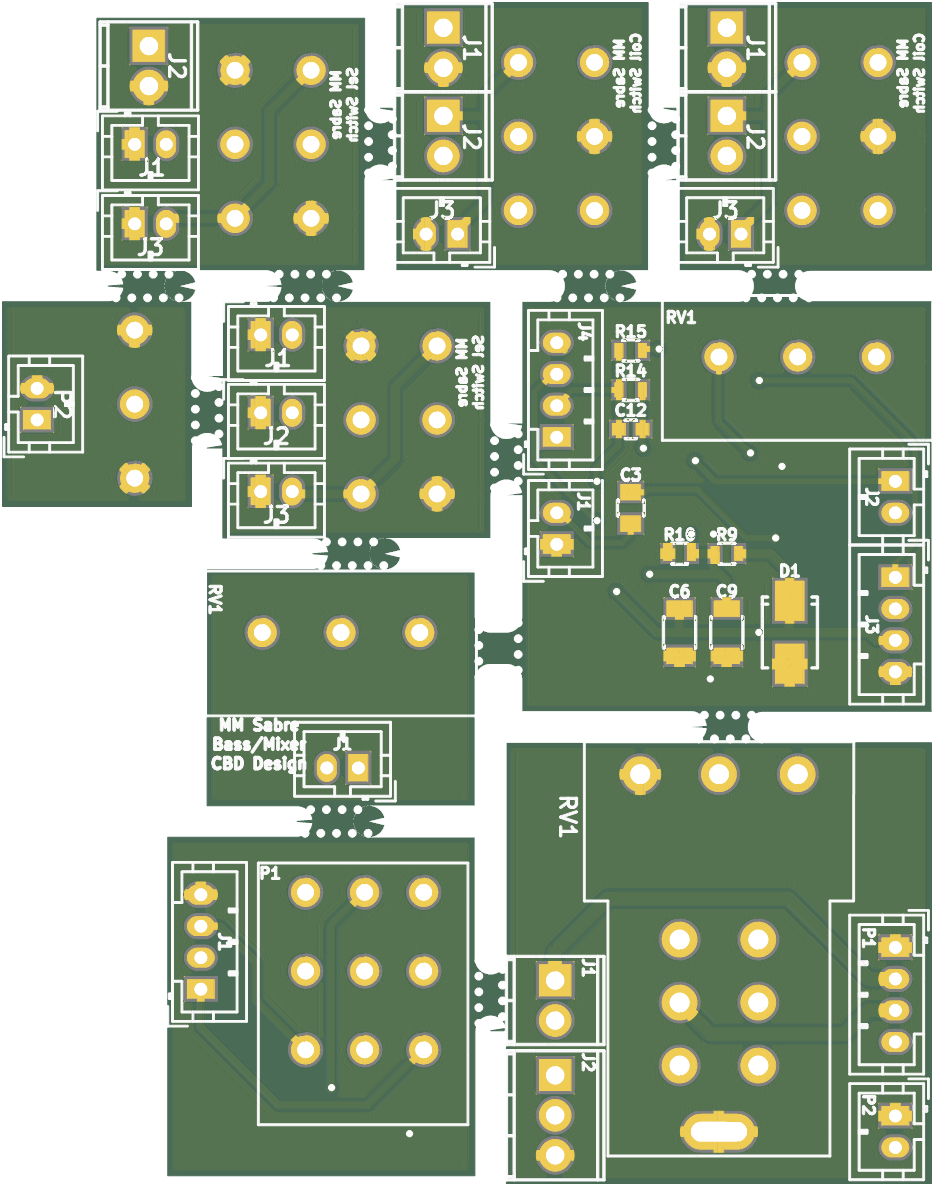 J2
Sel Switch
MM Sabre
J1
J3
J1
Coil Switch
MM Sabre
J2
J3
J1
Coil Switch
MM Sabre
J2
J3
P2
J1
Sel Switch
MM Sabre
J2
J3
J4
R15
R14
C12
RV1
C3
J1
R10
R9
J2
D1
C6
C9
J3
RV1
MM Sabre
Bass/Mixer
CBD Design
J1
RV1
P1
J1
J1
P1
J2
P2